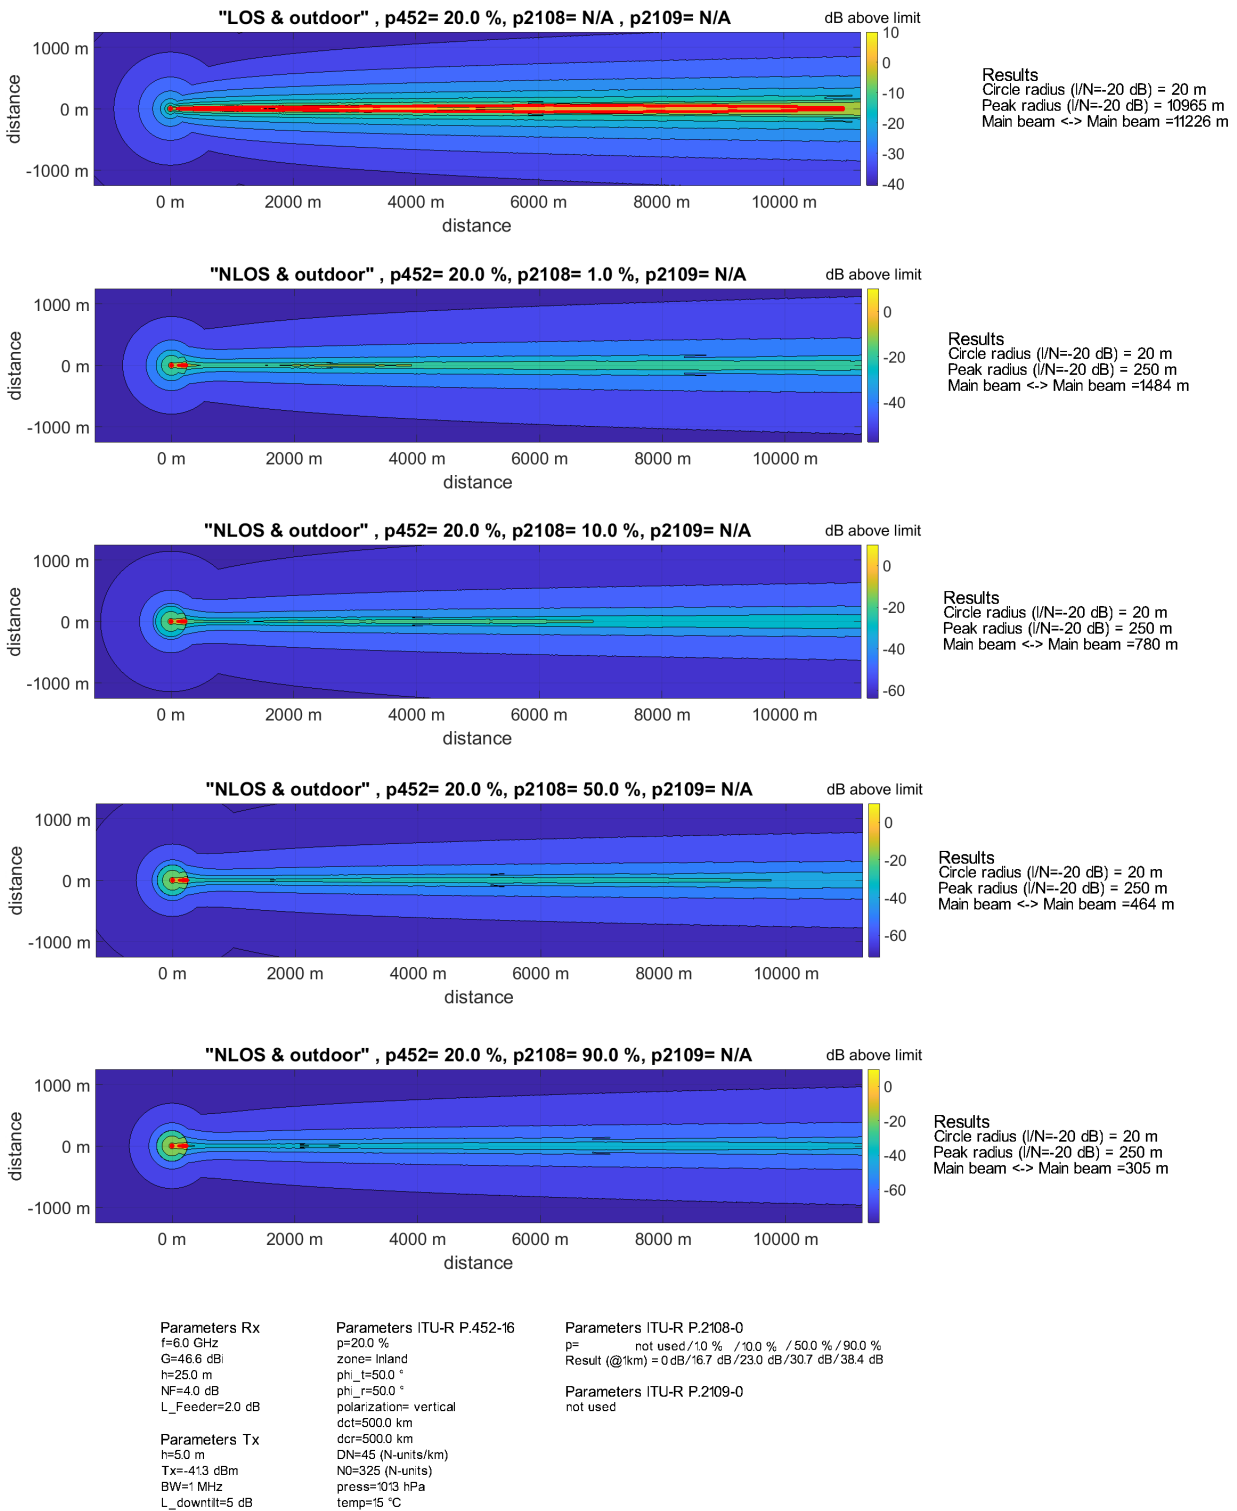 "LOS & outdoor" , p452= 20.0 %, p2108= N/A , p2109= N/A
dB above limit
1000 m
0 m
-1000 m
distance
0 m
2000 m
4000 m
6000 m
8000 m
10000 m
distance
10
0
-10
-20
-30
-40
Results
Circle radius (I/N=-20 dB) = 20 m
Peak radius (I/N=-20 dB) = 10965 m
Main beam <-> Main beam =11226 m
"NLOS & outdoor" , p452= 20.0 %, p2108= 1.0 %, p2109= N/A
dB above limit
1000 m
0 m
-1000 m
distance
0 m
2000 m
4000 m
6000 m
8000 m
10000 m
distance
0
-20
-40
Results
Circle radius (I/N=-20 dB) = 20 m
Peak radius (I/N=-20 dB) = 250 m
Main beam <-> Main beam =1484 m
"NLOS & outdoor" , p452= 20.0 %, p2108= 10.0 %, p2109= N/A
dB above limit
1000 m
0 m
-1000 m
distance
0 m
2000 m
4000 m
6000 m
8000 m
10000 m
distance
0
-20
-40
-60
Results
Circle radius (I/N=-20 dB) = 20 m
Peak radius (I/N=-20 dB) = 250 m
Main beam <-> Main beam =780 m
"NLOS & outdoor" , p452= 20.0 %, p2108= 50.0 %, p2109= N/A
dB above limit
1000 m
0 m
-1000 m
distance
0 m
2000 m
4000 m
6000 m
8000 m
10000 m
distance
0
-20
-40
-60
Results
Circle radius (I/N=-20 dB) = 20 m
Peak radius (I/N=-20 dB) = 250 m
Main beam <-> Main beam =464 m
"NLOS & outdoor" , p452= 20.0 %, p2108= 90.0 %, p2109= N/A
dB above limit
1000 m
0 m
-1000 m
distance
0 m
2000 m
4000 m
6000 m
8000 m
10000 m
distance
0
-20
-40
-60
Results
Circle radius (I/N=-20 dB) = 20 m
Peak radius (I/N=-20 dB) = 250 m
Main beam <-> Main beam =305 m
Parameters Rx
f=6.0 GHz
G=46.6 dBi
h=25.0 m
NF=4.0 dB
L_Feeder=2.0 dB
Parameters Tx
h=5.0 m
Tx=-41.3 dBm
BW=1 MHz
L_downtilt=5 dB
Parameters ITU-R P.452-16
p=20.0 %
zone= Inland
phi_t=50.0 °
phi_r=50.0 °
polarization= vertical
dct=500.0 km
dcr=500.0 km
DN=45 (N-units/km)
N0=325 (N-units)
press=1013 hPa
temp=15 °C
Parameters ITU-R P.2108-0
p= not used / 1.0 % / 10.0 % / 50.0 % / 90.0 %
Result (@1km) = 0 dB/ 16.7 dB / 23.0 dB / 30.7 dB / 38.4 dB
Parameters ITU-R P.2109-0
not used